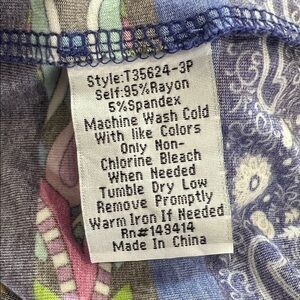 Style:T35624-3P
Self:95%Rayon
5%Spandex
Machine Wash Cold
With like Colors
Only Non-
Chlorine Bleach
When Needed
Tumble Dry Low
Remove Promptly
Warm Iron If Needed
Rn#149414
Made In China